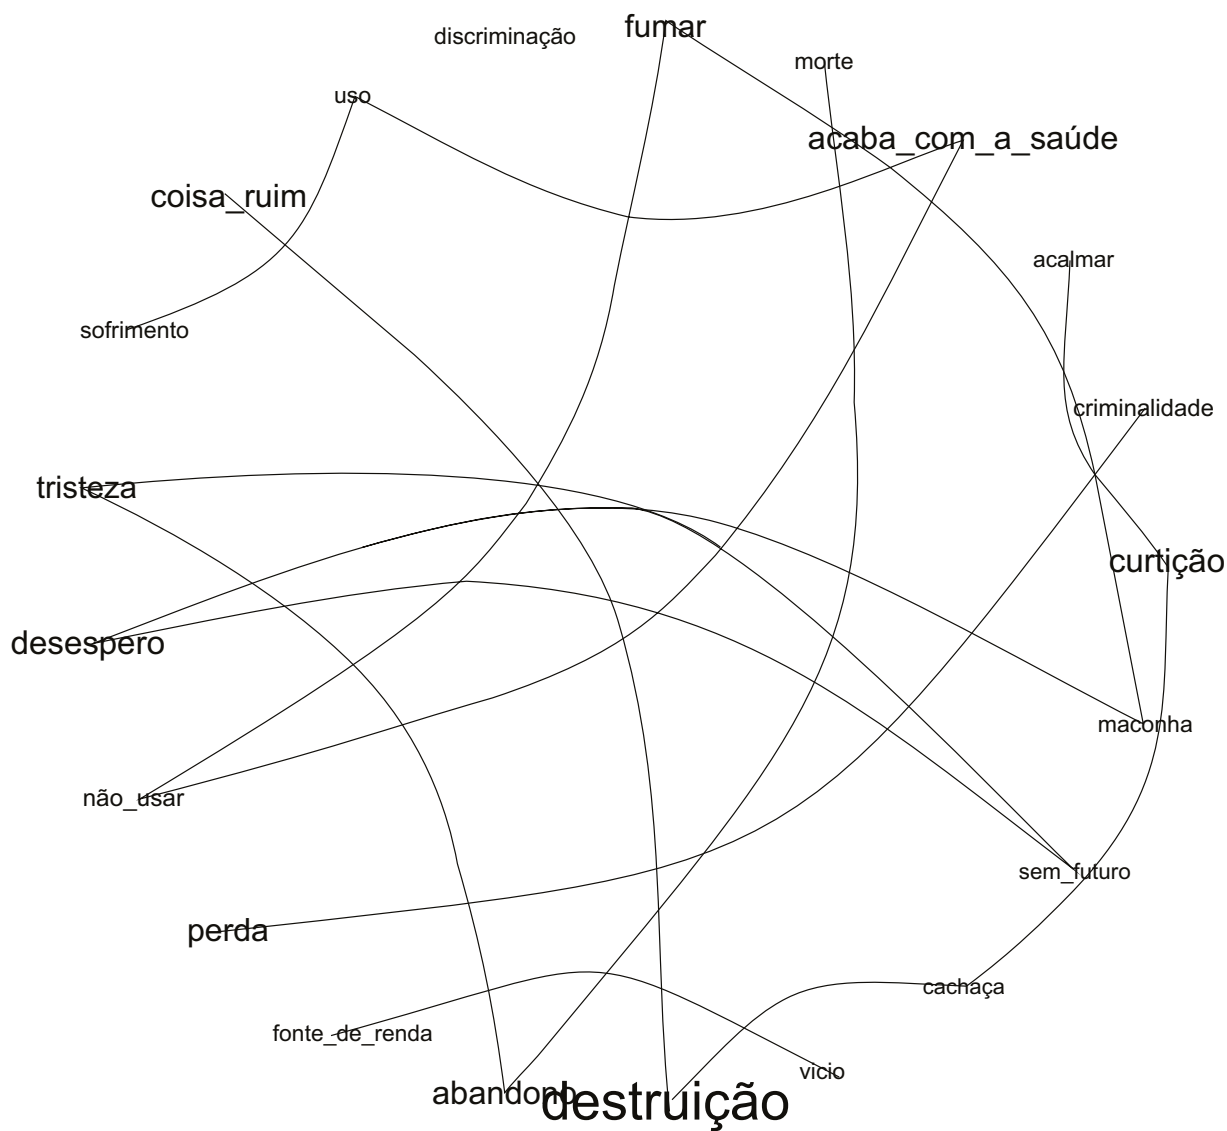 fumar
discriminação
morte
uso
acaba_com_a_saúde
coisa_ruim
acalmar
sofrimento
criminalidade
tristeza
curtição
desespero
maconha
não_usar
sem_futuro
perda
cachaça
fonte_de_renda
vicio
abandono
destruição